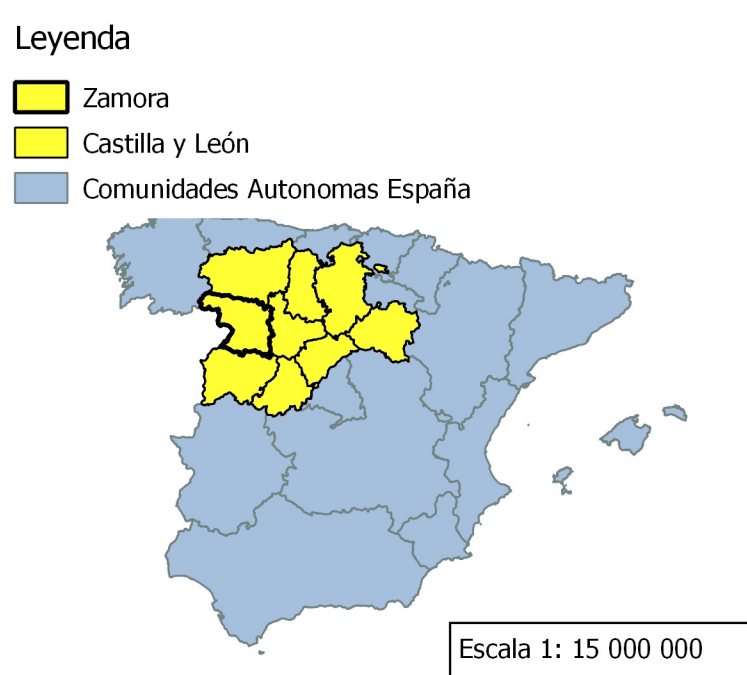 Leyenda
Zamora
Castilla y León
Comunidades Autonomas España
Escala 1: 15 000 000